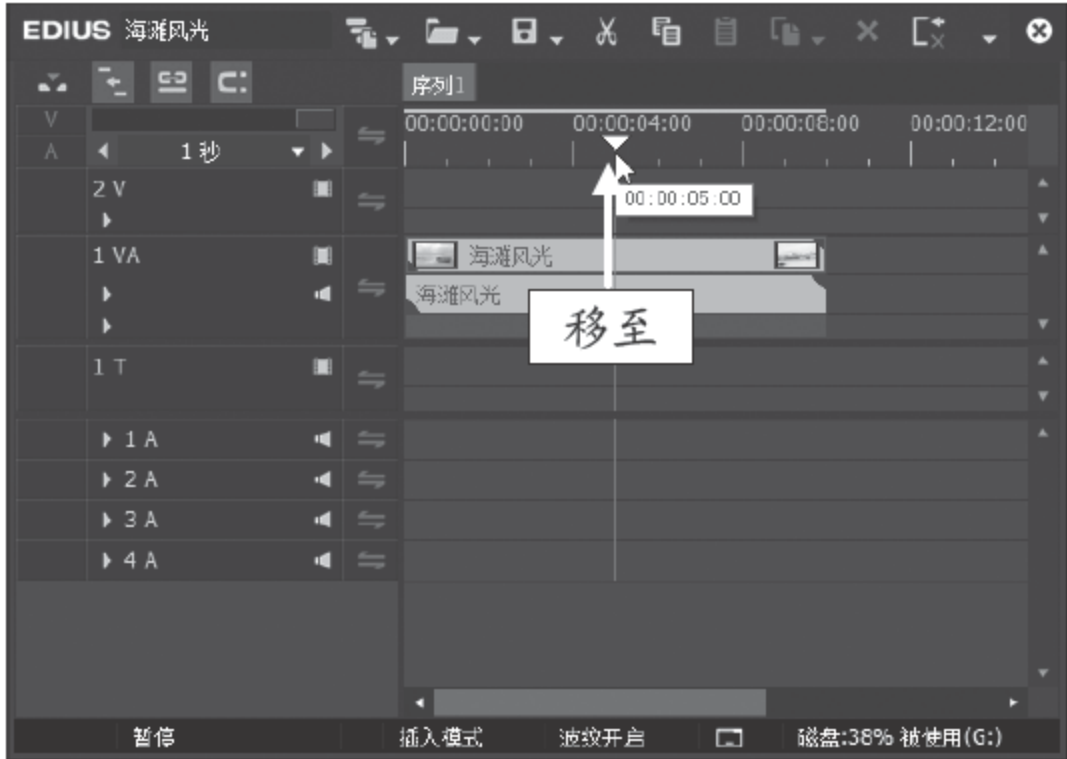 EDIUS 海滩风光
序列1
V
A
1秒
00:00:00:00 00:00:04:00 00:00:08:00 00:00:12:00
00:00:05:00
2 V
1 VA
海滩风光
海滩风光
移至
1 T
1 A
2 A
3 A
4 A
暂停 插入模式 波纹开启 磁盘:38% 被使用(G:)